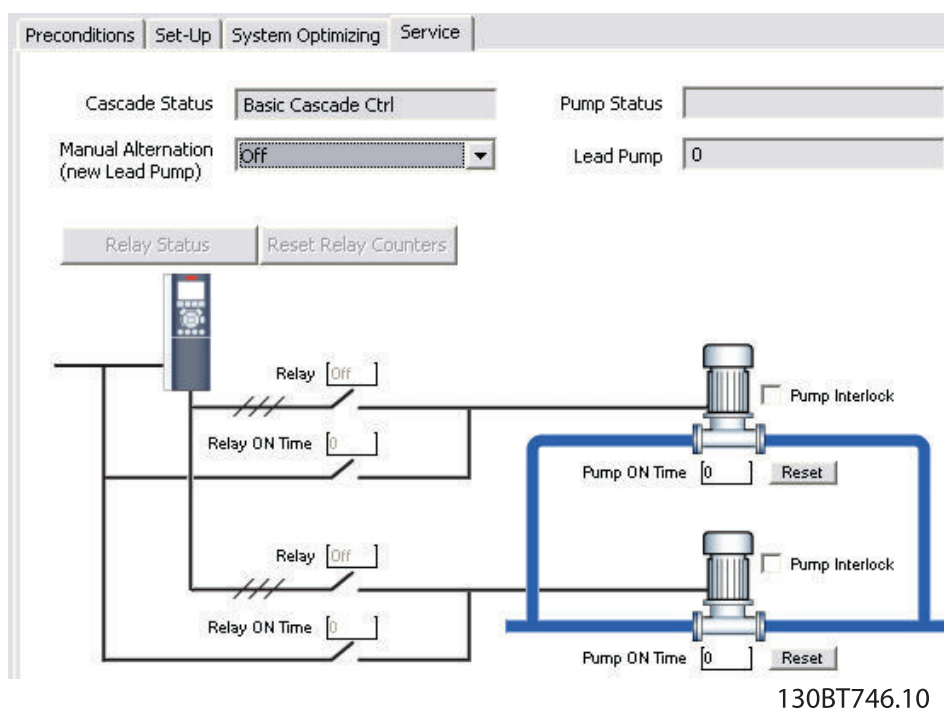 Preconditions Set-Up System Optimizing Service
Cascade Status Basic Cascade Ctrl Pump Status
Manual Alternation
(new Lead Pump) Off Lead Pump 0
Relay Status Reset Relay Counters
Relay Off
Pump Interlock
Relay ON Time 0
Pump ON Time 0 Reset
Relay Off
Pump Interlock
Relay ON Time 0
Pump ON Time 0 Reset
130BT746.10